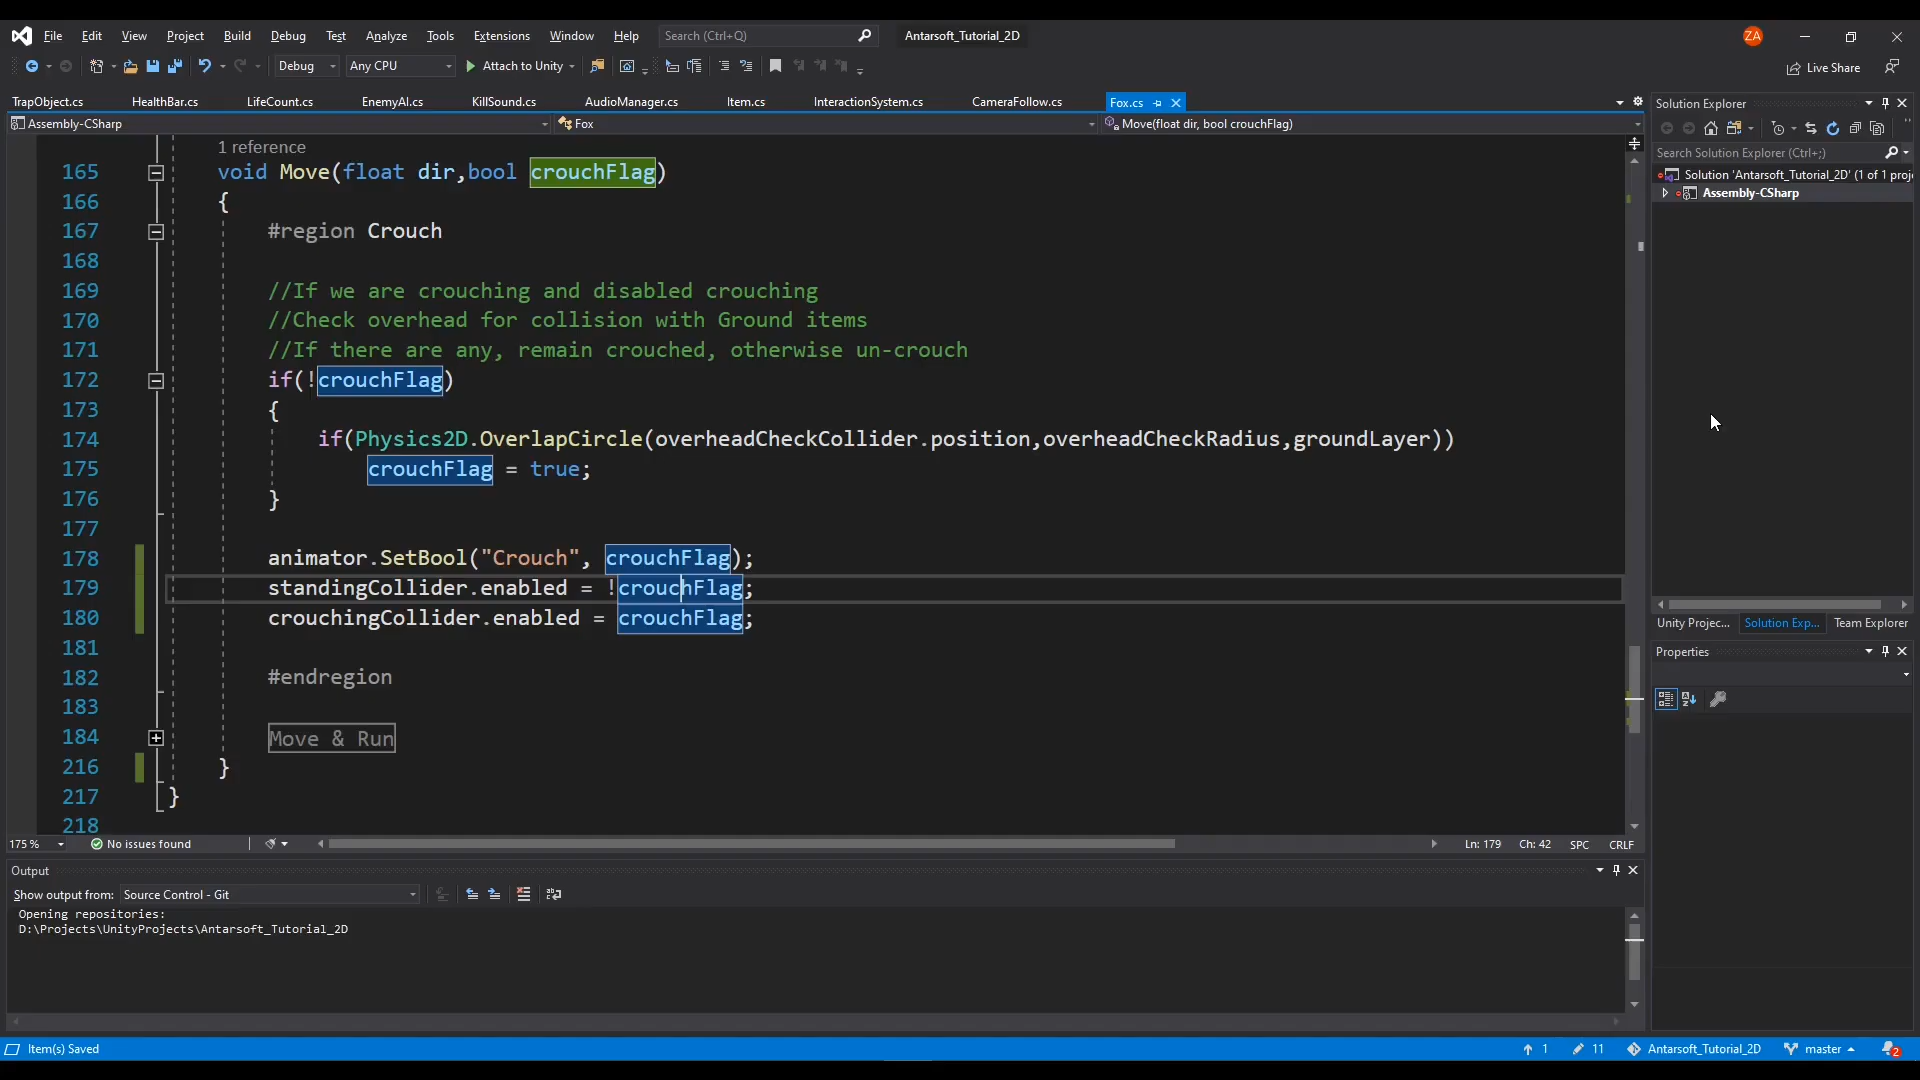 File Edit View Project Build Debug Test Analyze Tools Extensions Window Help Search (Ctrl+Q) Antarsoft_Tutorial_2D ZA
Debug Any CPU Attach to Unity Live Share
TrapObject.cs HealthBar.cs LifeCount.cs EnemyAI.cs KillSound.cs AudioManager.cs Item.cs InteractionSystem.cs CameraFollow.cs Fox.cs
Assembly-CSharp Fox Move(float dir, bool crouchFlag)
1 reference
165 void Move(float dir,bool crouchFlag)
166 {
167 #region Crouch
168
169 //If we are crouching and disabled crouching
170 //Check overhead for collision with Ground items
171 //If there are any, remain crouched, otherwise un-crouch
172 if(!crouchFlag)
173 {
174 if(Physics2D.OverlapCircle(overheadCheckCollider.position,overheadCheckRadius,groundLayer))
175 crouchFlag = true;
176 }
177
178 animator.SetBool("Crouch", crouchFlag);
179 standingCollider.enabled = !crouchFlag;
180 crouchingCollider.enabled = crouchFlag;
181
182 #endregion
183
184 Move & Run
216 }
217 }
218
175 % No issues found Ln: 179 Ch: 42 SPC CRLF
Output
Show output from: Source Control - Git
Opening repositories:
D:\Projects\UnityProjects\Antarsoft_Tutorial_2D
Solution Explorer
Search Solution Explorer (Ctrl+;)
Solution 'Antarsoft_Tutorial_2D' (1 of 1 proj
Assembly-CSharp
Unity Projec... Solution Exp... Team Explorer
Properties
Item(s) Saved 1 11 Antarsoft_Tutorial_2D master 2